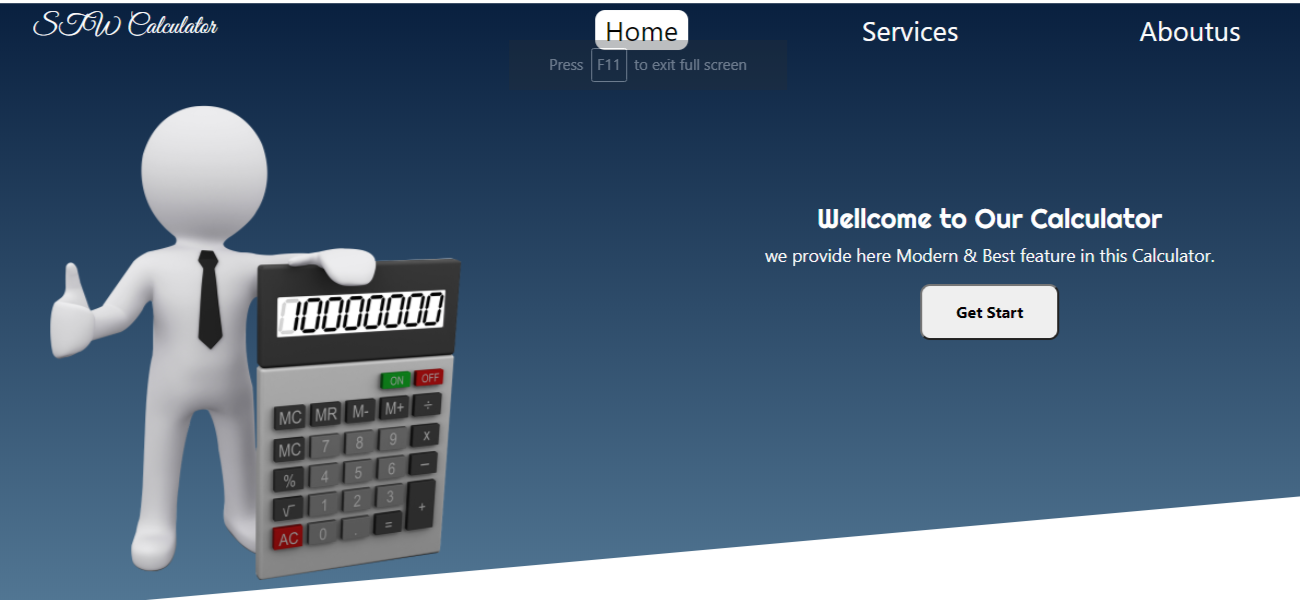 STW Calculator
Home
Services
Aboutus
Press F11 to exit full screen
Wellcome to Our Calculator
we provide here Modern & Best feature in this Calculator.
Get Start
10000000
ON OFF
MC MR M- M+ ÷
MC 7 8 9 x
% 4 5 6 −
√ 1 2 3 +
AC 0 . =